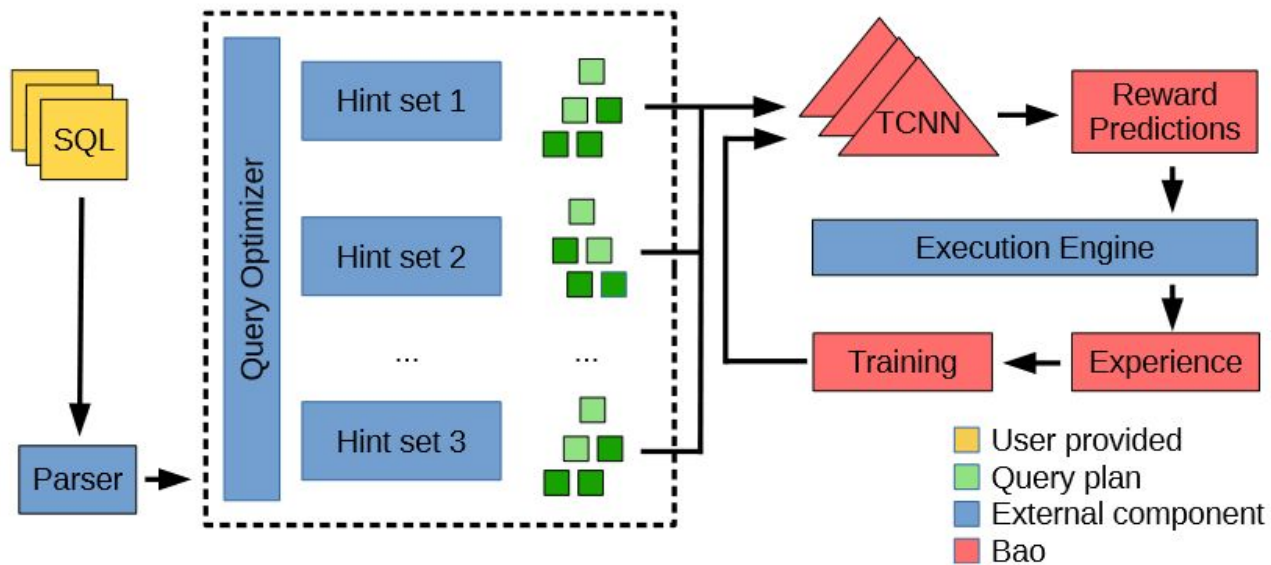 SQL
Parser
Query Optimizer
Hint set 1
Hint set 2
...
...
Hint set 3
TCNN
Reward
Predictions
Execution Engine
Training
Experience
User provided
Query plan
External component
Bao